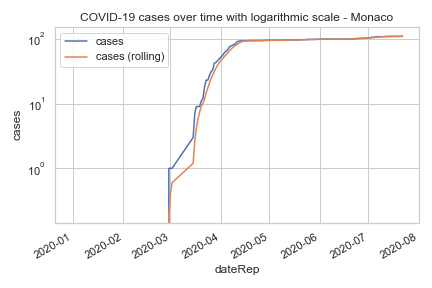 COVID-19 cases over time with logarithmic scale - Monaco
cases
cases (rolling)
10²
10¹
10⁰
cases
2020-01
2020-02
2020-03
2020-04
2020-05
2020-06
2020-07
2020-08
dateRep